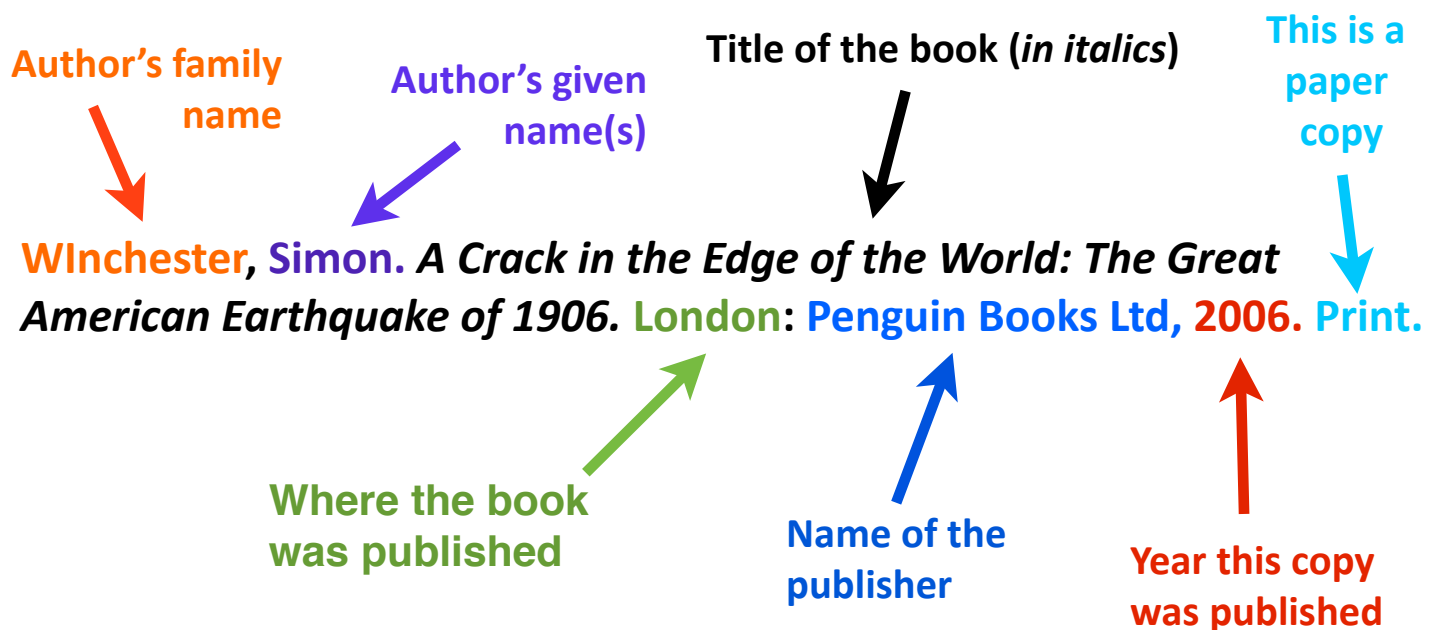 Author’s family
name
Author’s given
name(s)
Title of the book (in italics)
This is a
paper
copy
WInchester, Simon. A Crack in the Edge of the World: The Great
American Earthquake of 1906. London: Penguin Books Ltd, 2006. Print.
Where the book
was published
Name of the
publisher
Year this copy
was published